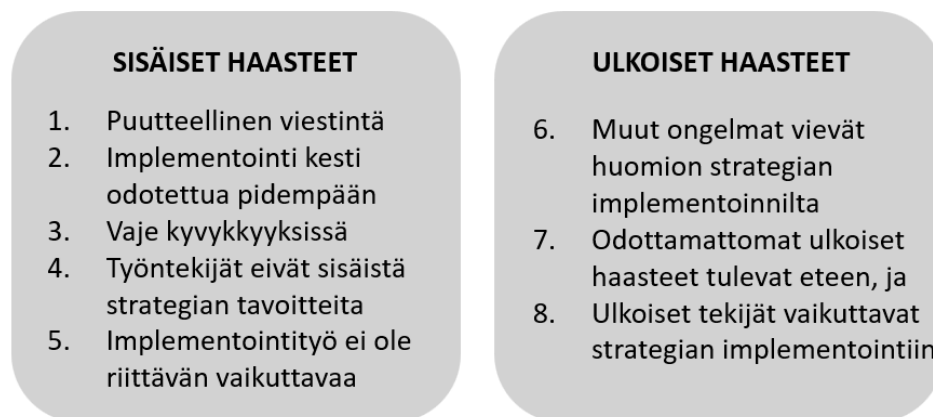 SISÄISET HAASTEET
1. Puutteellinen viestintä
2. Implementointi kesti
odotettua pidempään
3. Vaje kyvykkyyksissä
4. Työntekijät eivät sisäistä
strategian tavoitteita
5. Implementointityö ei ole
riittävän vaikuttavaa
ULKOISET HAASTEET
6. Muut ongelmat vievät
huomion strategian
implementoinnilta
7. Odottamattomat ulkoiset
haasteet tulevat eteen, ja
8. Ulkoiset tekijät vaikuttavat
strategian implementointiin